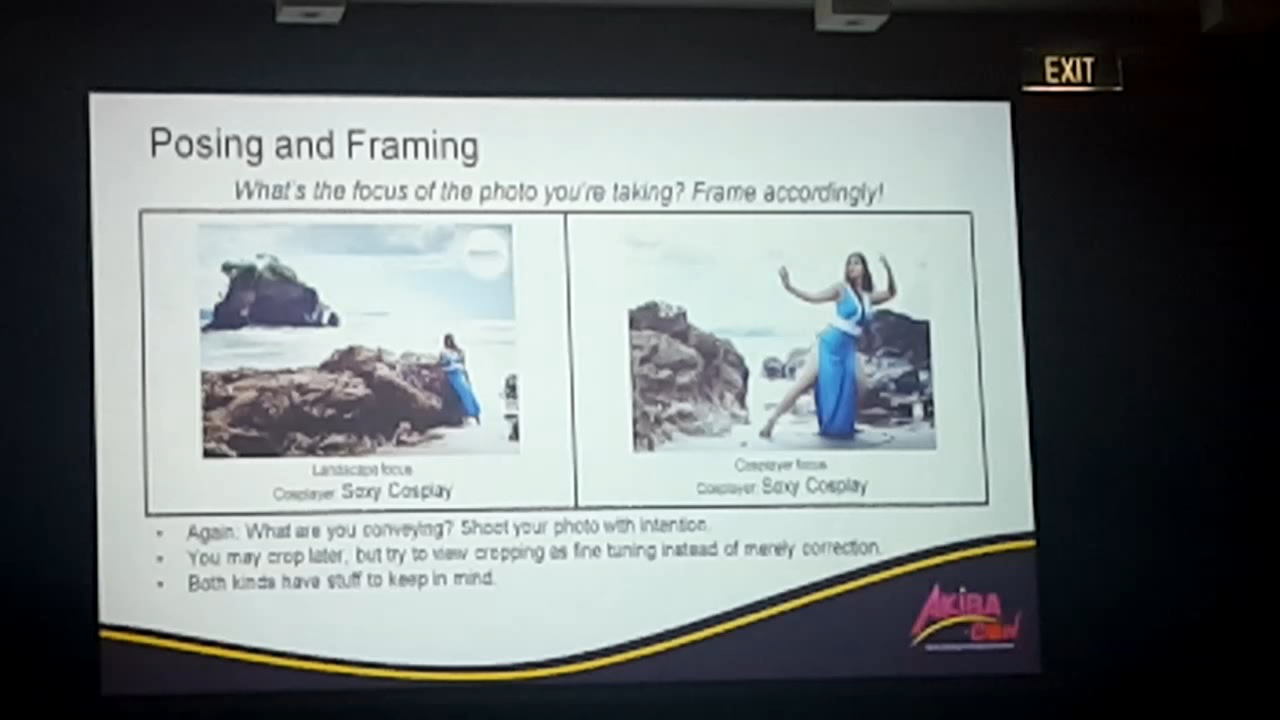 EXIT
Posing and Framing
What's the focus of the photo you're taking? Frame accordingly!
Landscape focus
Cosplayer: Saxy Cosplay
Cosplayer focus
Cosplayer: Saxy Cosplay
• Again: What are you conveying? Shoot your photo with intention.
• You may crop later, but try to view cropping as fine tuning instead of merely correction.
• Both kinds have stuff to keep in mind.
AKIBA